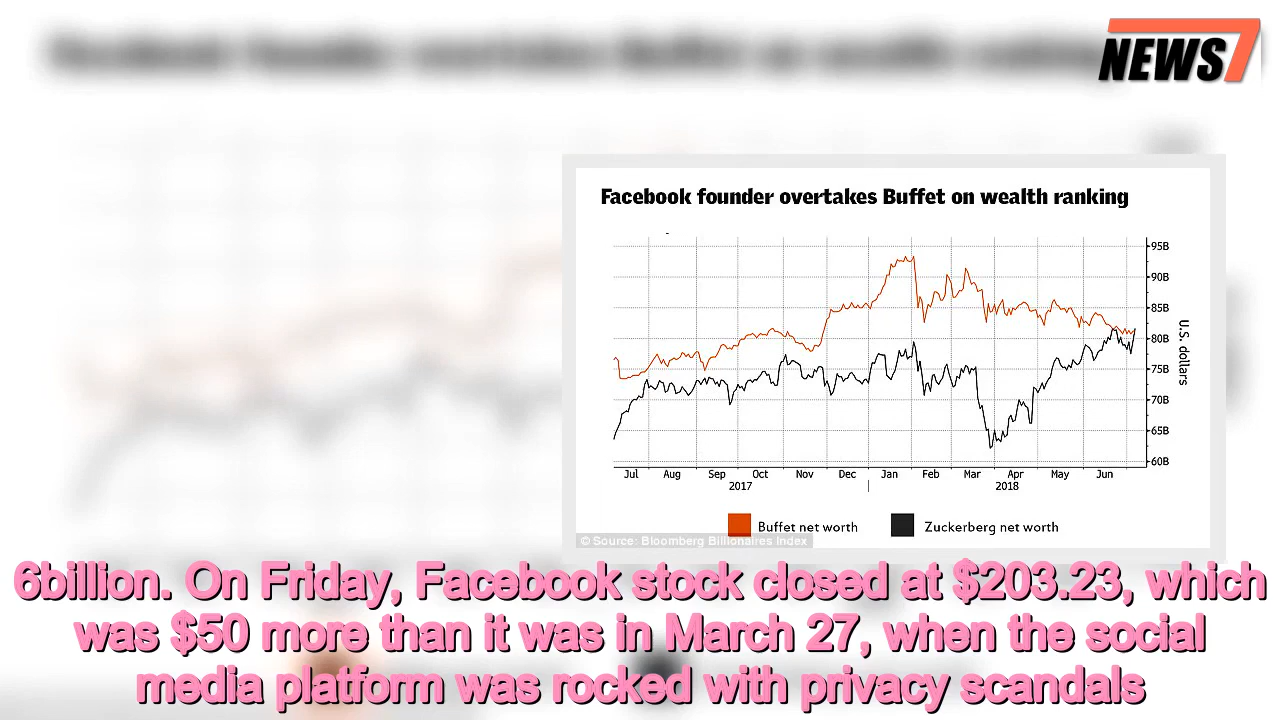 NEWS 7
Facebook founder overtakes Buffet on wealth ranking
95B
90B
85B
80B
75B
70B
65B
60B
U.S. dollars
Jul Aug Sep Oct Nov Dec Jan Feb Mar Apr May Jun
2017 2018
Buffet net worth Zuckerberg net worth
© Source: Bloomberg Billionaires Index
6billion. On Friday, Facebook stock closed at $203.23, which
was $50 more than it was in March 27, when the social
media platform was rocked with privacy scandals